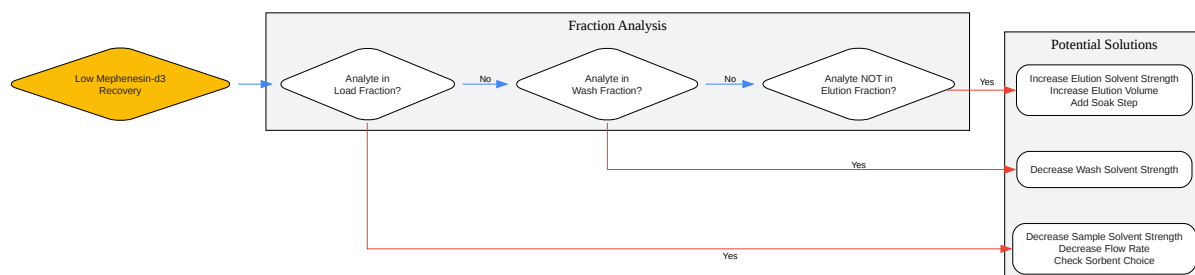 Fraction Analysis
Potential Solutions
Low Mephenesin-d3
Recovery
Analyte in
Load Fraction?
No
Analyte in
Wash Fraction?
No
Analyte NOT in
Elution Fraction?
Yes
Increase Elution Solvent Strength
Increase Elution Volume
Add Soak Step
Yes
Decrease Wash Solvent Strength
Yes
Decrease Sample Solvent Strength
Decrease Flow Rate
Check Sorbent Choice